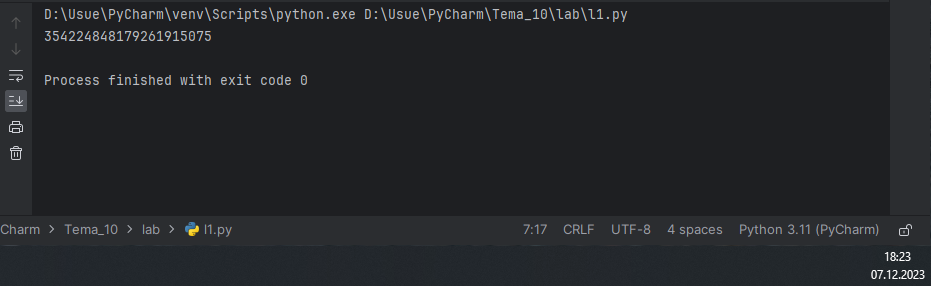 D:\Usue\PyCharm\venv\Scripts\python.exe D:\Usue\PyCharm\Tema_10\lab\l1.py
354224848179261915075
Process finished with exit code 0
Charm > Tema_10 > lab > l1.py 7:17 CRLF UTF-8 4 spaces Python 3.11 (PyCharm)
18:23
07.12.2023